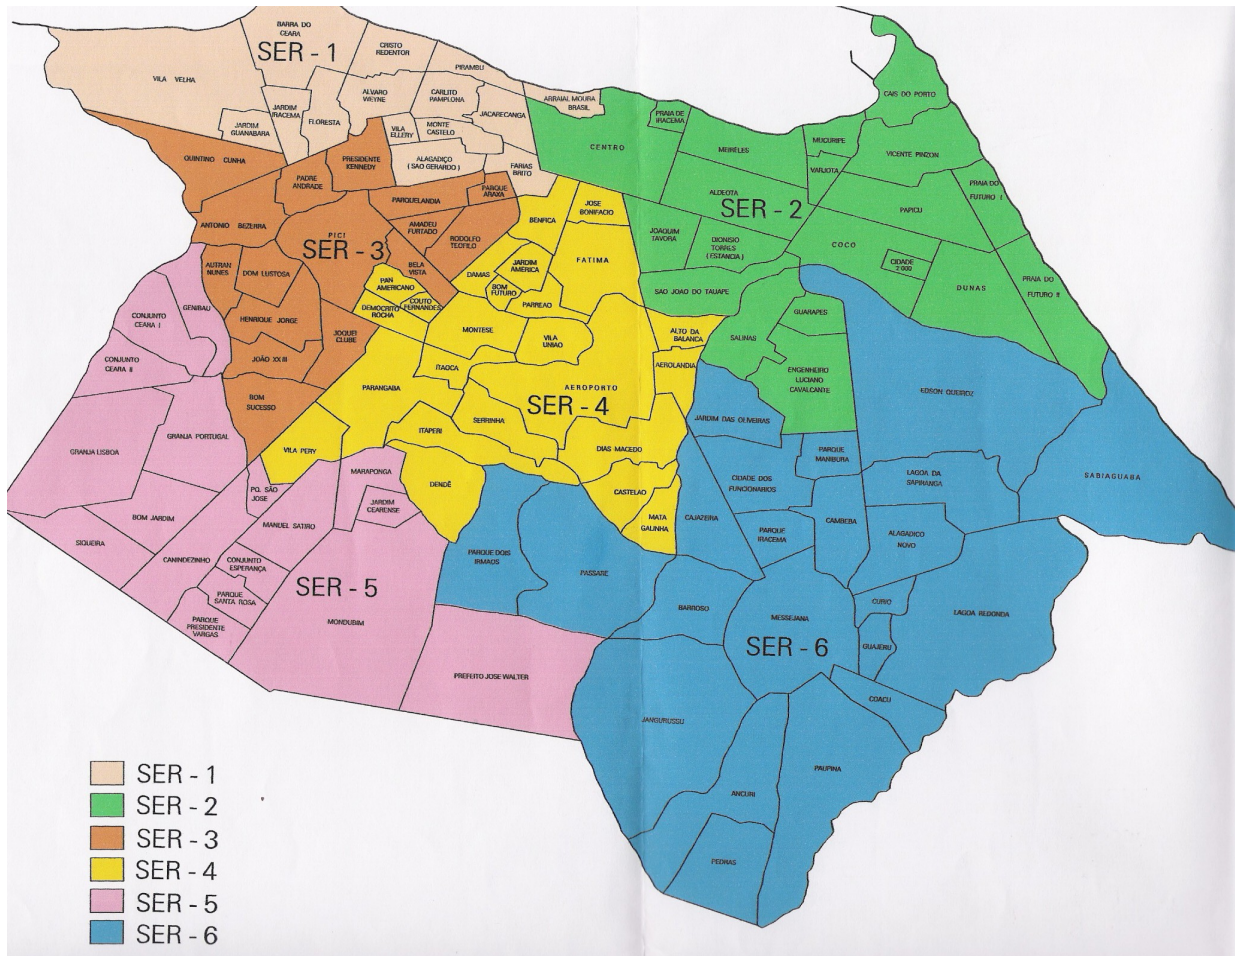 BARRA DO
CEARA
SER - 1
CRISTO
REDENTOR
PIRAMBU
VILA VELHA
ALVARO
WEYNE
CARLITO
PAMPLONA
JACARECANGA
ARRAIAL MOURA
BRASIL
JARDIM
IRACEMA
JARDIM
GUANABARA
FLORESTA
VILA
ELLERY
MONTE
CASTELO
ALAGADIÇO
(SAO GERARDO)
FARIAS
BRITO
CAIS DO PORTO
PRAIA DE
IRACEMA
CENTRO
MEIRELES
MUCURIPE
VARJOTA
VICENTE PINZON
ALDEOTA
SER - 2
PAPICU
PRAIA DO
FUTURO I
JOAQUIM
TAVORA
DIONISIO
TORRES
(ESTANCIA)
COCO
CIDADE
2 000
DUNAS
PRAIA DO
FUTURO II
SAO JOAO DO TAUAPE
GUARAPES
SALINAS
ENGENHEIRO
LUCIANO
CAVALCANTE
QUINTINO CUNHA
PRESIDENTE
KENNEDY
PADRE
ANDRADE
PARQUE
ARAXA
PARQUELANDIA
ANTONIO BEZERRA
PICI
SER - 3
AMADEU
FURTADO
RODOLFO
TEOFILO
BELA
VISTA
AUTRAN
NUNES
DOM LUSTOSA
HENRIQUE JORGE
JOQUEI
CLUBE
JOÃO XXIII
BOM
SUCESSO
JOSE
BONIFACIO
BENFICA
FATIMA
DAMAS
JARDIM
AMERICA
BOM
FUTURO
PARREAO
PAN
AMERICANO
COUTO
FERNANDES
DEMOCRITO
ROCHA
MONTESE
VILA
UNIAO
ALTO DA
BALANCA
AEROLANDIA
ITAOCA
PARANGABA
AEROPORTO
SER - 4
SERRINHA
ITAPERI
DIAS MACEDO
VILA PERY
DENDÊ
CASTELAO
MATA
GALINHA
GENIBAU
CONJUNTO
CEARA I
CONJUNTO
CEARA II
GRANJA PORTUGAL
GRANJA LISBOA
MARAPONGA
PQ. SÃO
JOSE
JARDIM
CEARENSE
BOM JARDIM
MANUEL SATIRO
SIQUEIRA
CANINDEZINHO
CONJUNTO
ESPERANÇA
PARQUE
SANTA ROSA
PARQUE
PRESIDENTE
VARGAS
SER - 5
MONDUBIM
PREFEITO JOSE WALTER
EDSON QUEIROZ
JARDIM DAS OLIVEIRAS
PARQUE
MANIBURA
CIDADE DOS
FUNCIONARIOS
LAGOA DA
SAPIRANGA
SABIAGUABA
CAJAZEIRA
PARQUE
IRACEMA
CAMBEBA
ALAGADICO
NOVO
PARQUE DOIS
IRMAOS
PASSARE
BARROSO
MESSEJANA
SER - 6
CURIO
GUAJERU
LAGOA REDONDA
COACU
JANGURUSSU
PAUPINA
ANCURI
PEDRAS
SER - 1
SER - 2
SER - 3
SER - 4
SER - 5
SER - 6